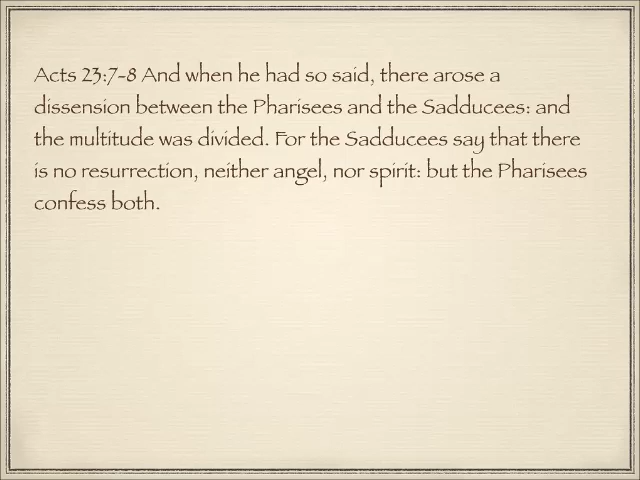 Acts 23:7-8 And when he had so said, there arose a
dissension between the Pharisees and the Sadducees: and
the multitude was divided. For the Sadducees say that there
is no resurrection, neither angel, nor spirit: but the Pharisees
confess both.